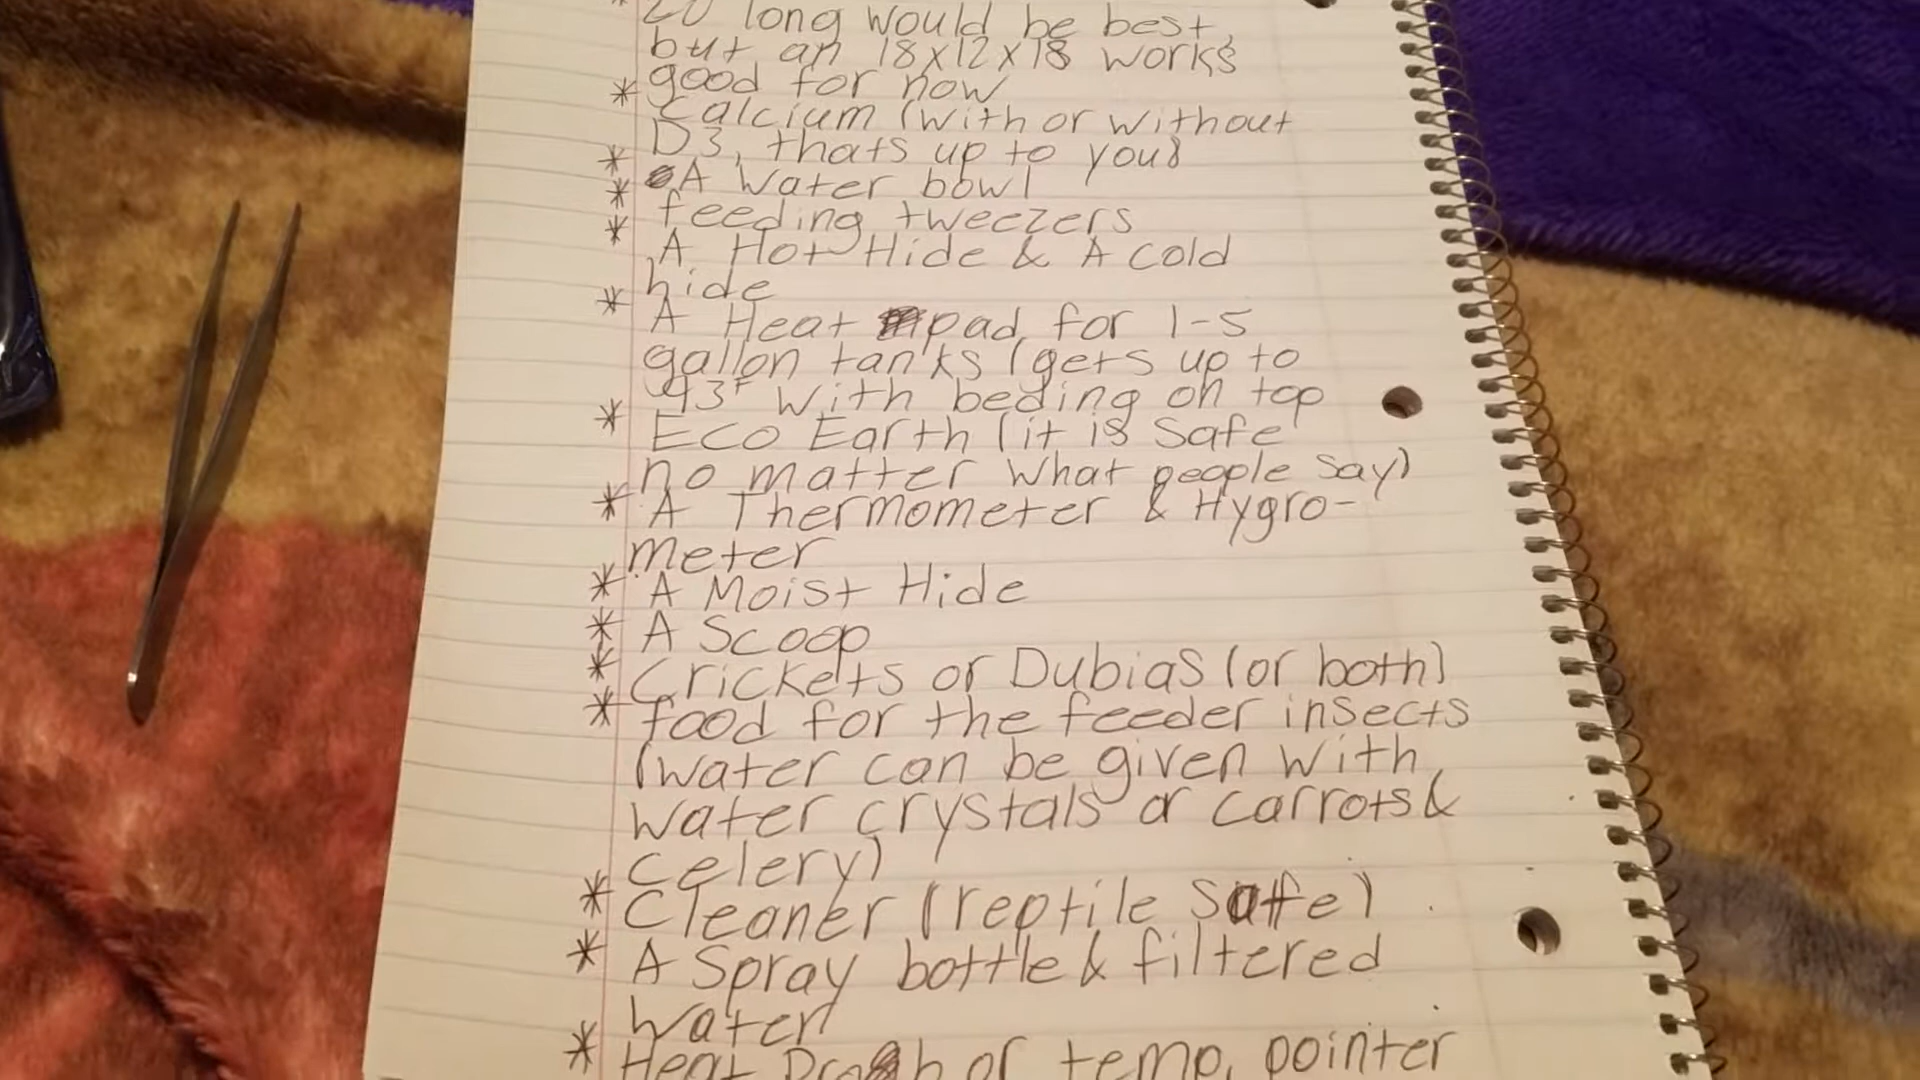 * 20 long would be best,
but an 18x12x18 works
good for now
* Calcium (with or without
D3, thats up to you)
* A Water bowl
* feeding tweezers
* A Hot Hide & A cold
hide
* A Heat pad, for 1-5
gallon tanks (gets up to
93F with beding on top
* Eco Earth (it is safe
no matter what people say)
* A Thermometer & Hygro-
meter
* A Moist Hide
* A Scoop
* Crickets or Dubias (or both)
* food for the feeder insects
(water can be given with
water crystals or carrots &
celery)
* Cleaner (reptile safe)
* A Spray bottle & filtered
Water
* Heat or temp. pointer